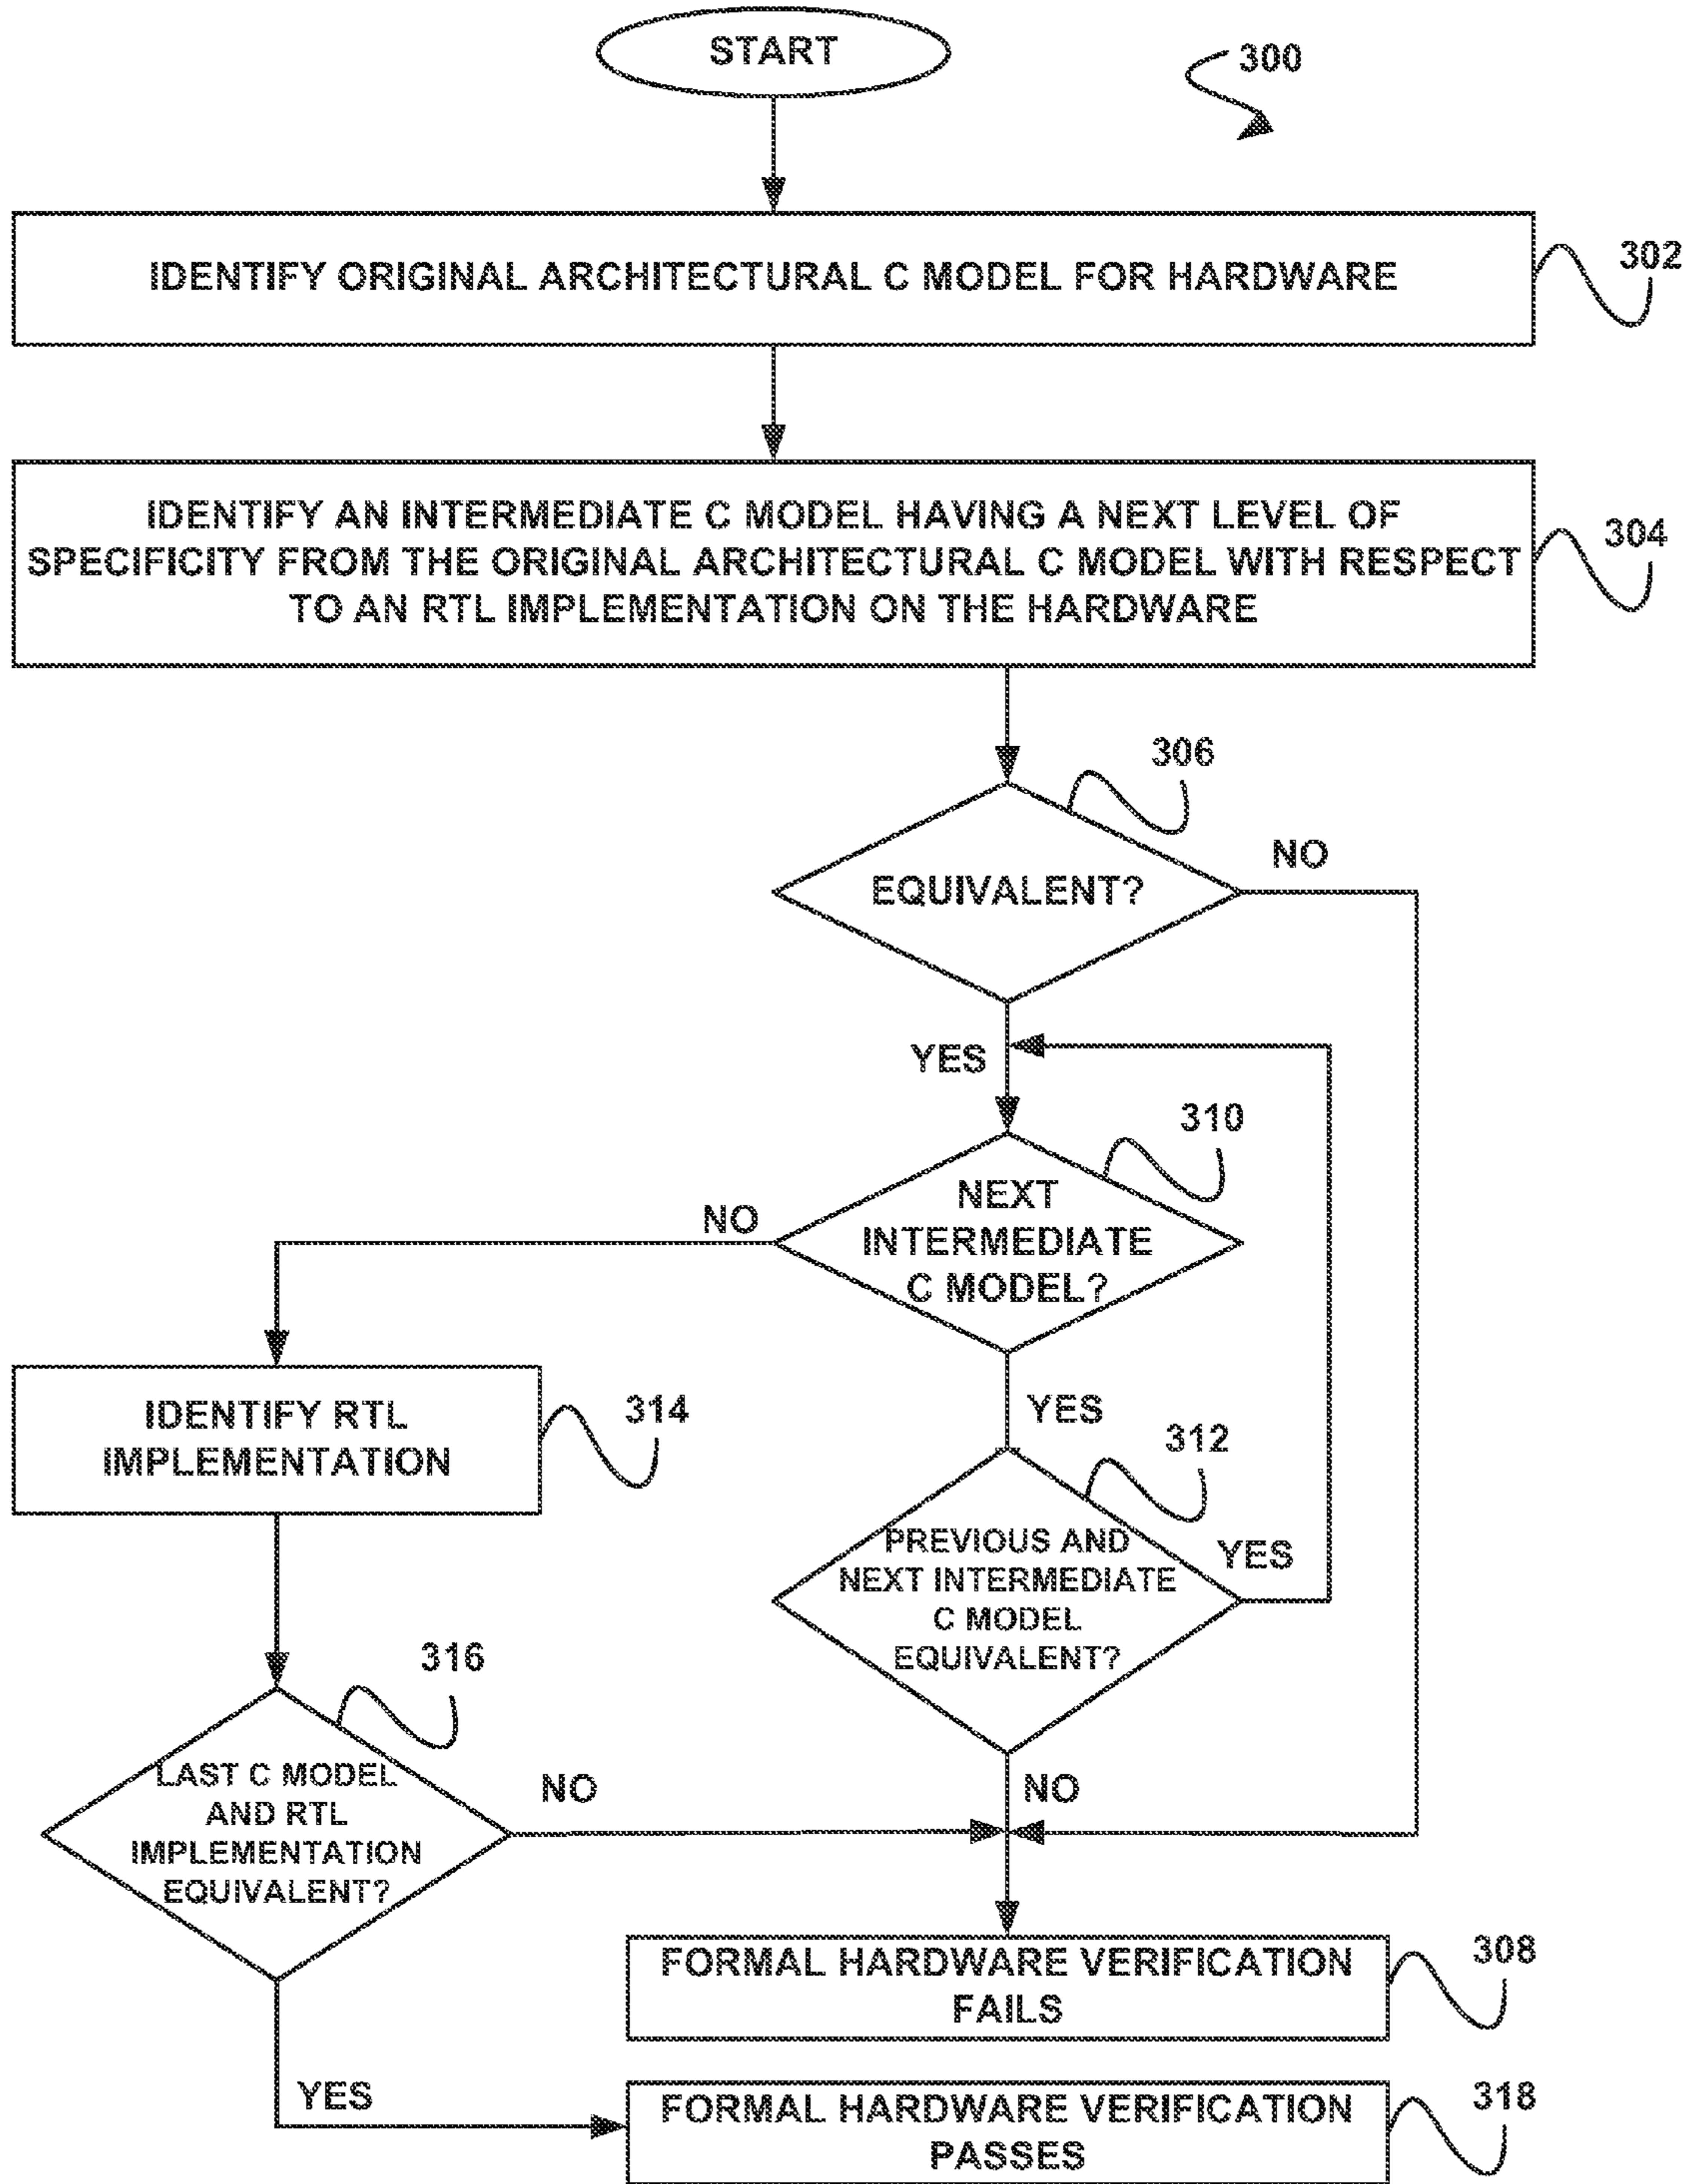 START
300
IDENTIFY ORIGINAL ARCHITECTURAL C MODEL FOR HARDWARE
302
IDENTIFY AN INTERMEDIATE C MODEL HAVING A NEXT LEVEL OF
SPECIFICITY FROM THE ORIGINAL ARCHITECTURAL C MODEL WITH RESPECT
TO AN RTL IMPLEMENTATION ON THE HARDWARE
304
306
EQUIVALENT?
NO
YES
310
NEXT
INTERMEDIATE
C MODEL?
NO
YES
IDENTIFY RTL
IMPLEMENTATION
314
312
PREVIOUS AND
NEXT INTERMEDIATE
C MODEL
EQUIVALENT?
YES
NO
316
LAST C MODEL
AND RTL
IMPLEMENTATION
EQUIVALENT?
NO
YES
FORMAL HARDWARE VERIFICATION
FAILS
308
FORMAL HARDWARE VERIFICATION
PASSES
318